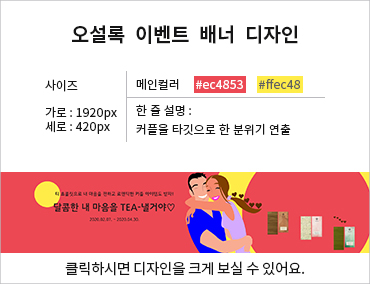 오설록 이벤트 배너 디자인
사이즈
가로 : 1920px
세로 : 420px
메인컬러 #ec4853 #ffec48
한 줄 설명 :
커플을 타깃으로 한 분위기 연출
달콤한 내 마음을 TEA-낼거야♡
클릭하시면 디자인을 크게 보실 수 있어요.